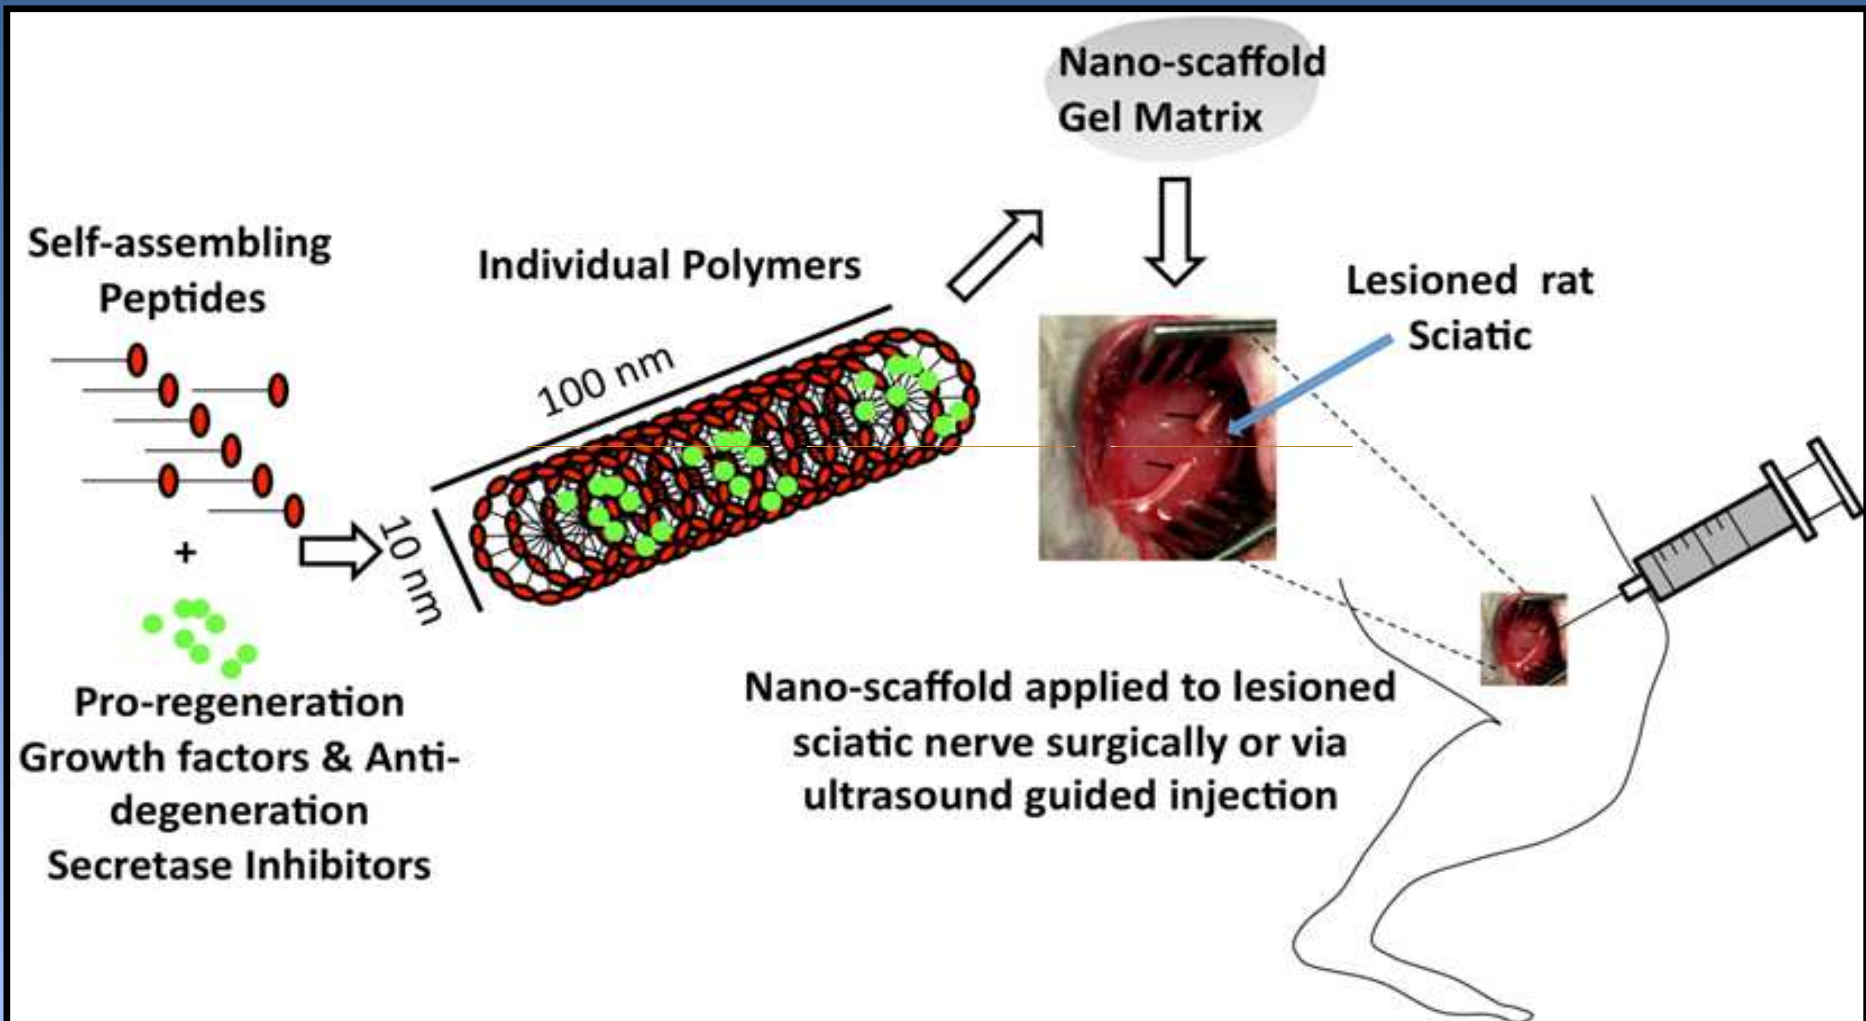 Nano-scaffold
Gel Matrix
Self-assembling
Peptides
Individual Polymers
Lesioned rat
Sciatic
100 nm
10 nm
+
Pro-regeneration
Growth factors & Anti-
degeneration
Secretase Inhibitors
Nano-scaffold applied to lesioned
sciatic nerve surgically or via
ultrasound guided injection